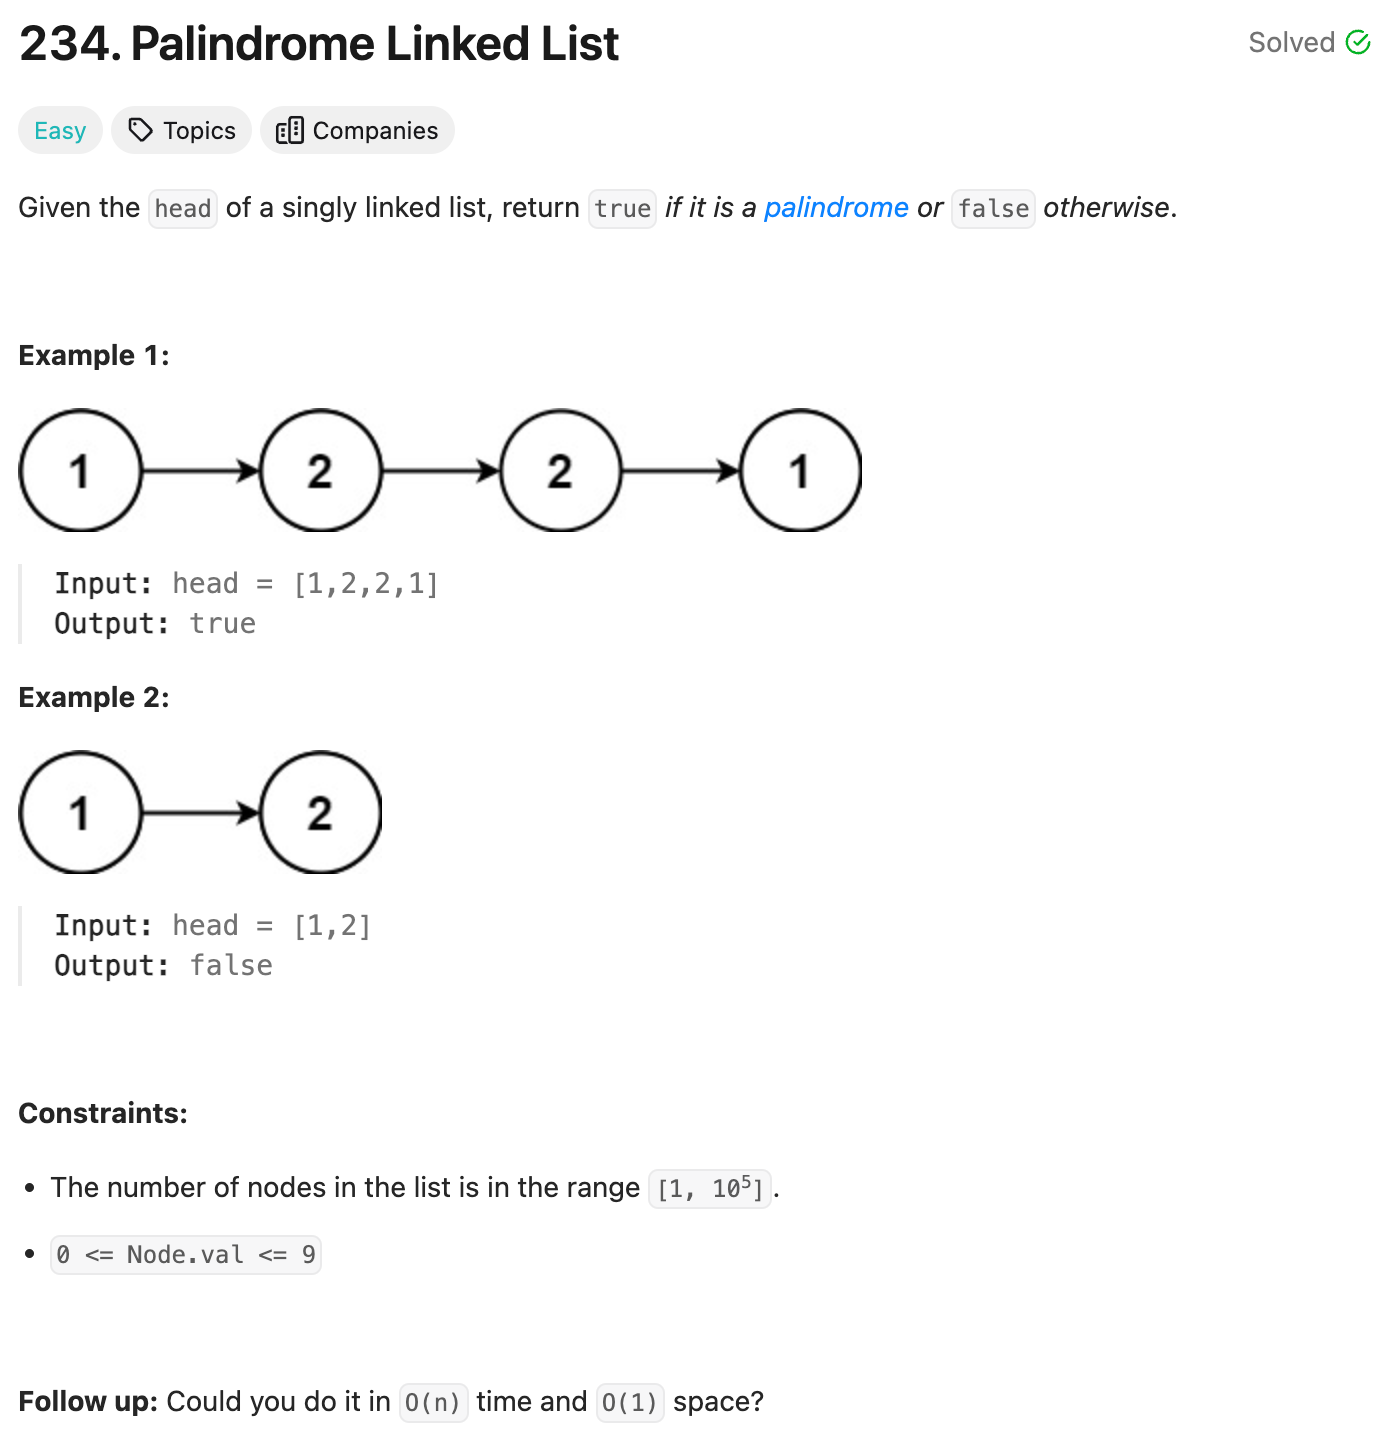 234. Palindrome Linked List
Solved
Easy
Topics
Companies
Given the head of a singly linked list, return true if it is a palindrome or false otherwise.
Example 1:
1 2 2 1
Input: head = [1,2,2,1]
Output: true
Example 2:
1 2
Input: head = [1,2]
Output: false
Constraints:
• The number of nodes in the list is in the range [1, 10⁵].
• 0 <= Node.val <= 9
Follow up: Could you do it in O(n) time and O(1) space?